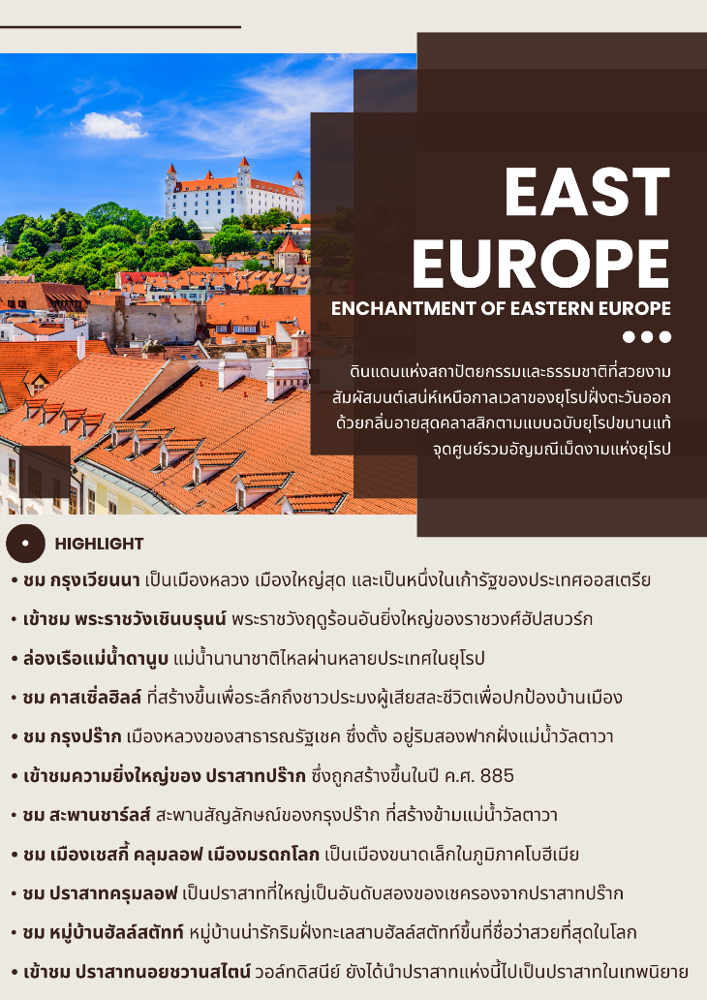 EAST
EUROPE
ENCHANTMENT OF EASTERN EUROPE
ดินแดนแห่งสถาปัตยกรรมและธรรมชาติที่สวยงาม
สัมผัสมนต์เสน่ห์เหนือกาลเวลาของยุโรปฝั่งตะวันออก
ด้วยกลิ่นอายสุดคลาสสิกตามแบบฉบับยุโรปขนานแท้
จุดศูนย์รวมอัญมณีเม็ดงามแห่งยุโรป
HIGHLIGHT
• ชม กรุงเวียนนา เป็นเมืองหลวง เมืองใหญ่สุด และเป็นหนึ่งในเก้ารัฐของประเทศออสเตรีย
• เข้าชม พระราชวังเชินบรุนน์ พระราชวังฤดูร้อนอันยิ่งใหญ่ของราชวงศ์ฮัปสบวร์ก
• ล่องเรือแม่น้ำดานูบ แม่น้ำนานาชาติไหลผ่านหลายประเทศในยุโรป
• ชม คาสเซิ่ลฮิลล์ ที่สร้างขึ้นเพื่อระลึกถึงชาวประมงผู้เสียสละชีวิตเพื่อปกป้องบ้านเมือง
• ชม กรุงปร๊าก เมืองหลวงของสาธารณรัฐเชค ซึ่งตั้ง อยู่ริมสองฟากฝั่งแม่น้ำวัลตาวา
• เข้าชมความยิ่งใหญ่ของ ปราสาทปร๊าก ซึ่งถูกสร้างขึ้นในปี ค.ศ. 885
• ชม สะพานชาร์ลส์ สะพานสัญลักษณ์ของกรุงปร๊าก ที่สร้างข้ามแม่น้ำวัลตาวา
• ชม เมืองเชสกี้ คลุมลอฟ เมืองมรดกโลก เป็นเมืองขนาดเล็กในภูมิภาคโบฮีเมีย
• ชม ปราสาทครุมลอฟ เป็นปราสาทที่ใหญ่เป็นอันดับสองของเชครองจากปราสาทปร๊าก
• ชม หมู่บ้านฮัลล์สตัทท์ หมู่บ้านน่ารักริมฝั่งทะเลสาบฮัลล์สตัทท์ขึ้นที่ชื่อว่าสวยที่สุดในโลก
• เข้าชม ปราสาทนอยชวานสไตน์ วอล์ทดิสนีย์ ยังได้นำปราสาทแห่งนี้ไปเป็นปราสาทในเทพนิยาย